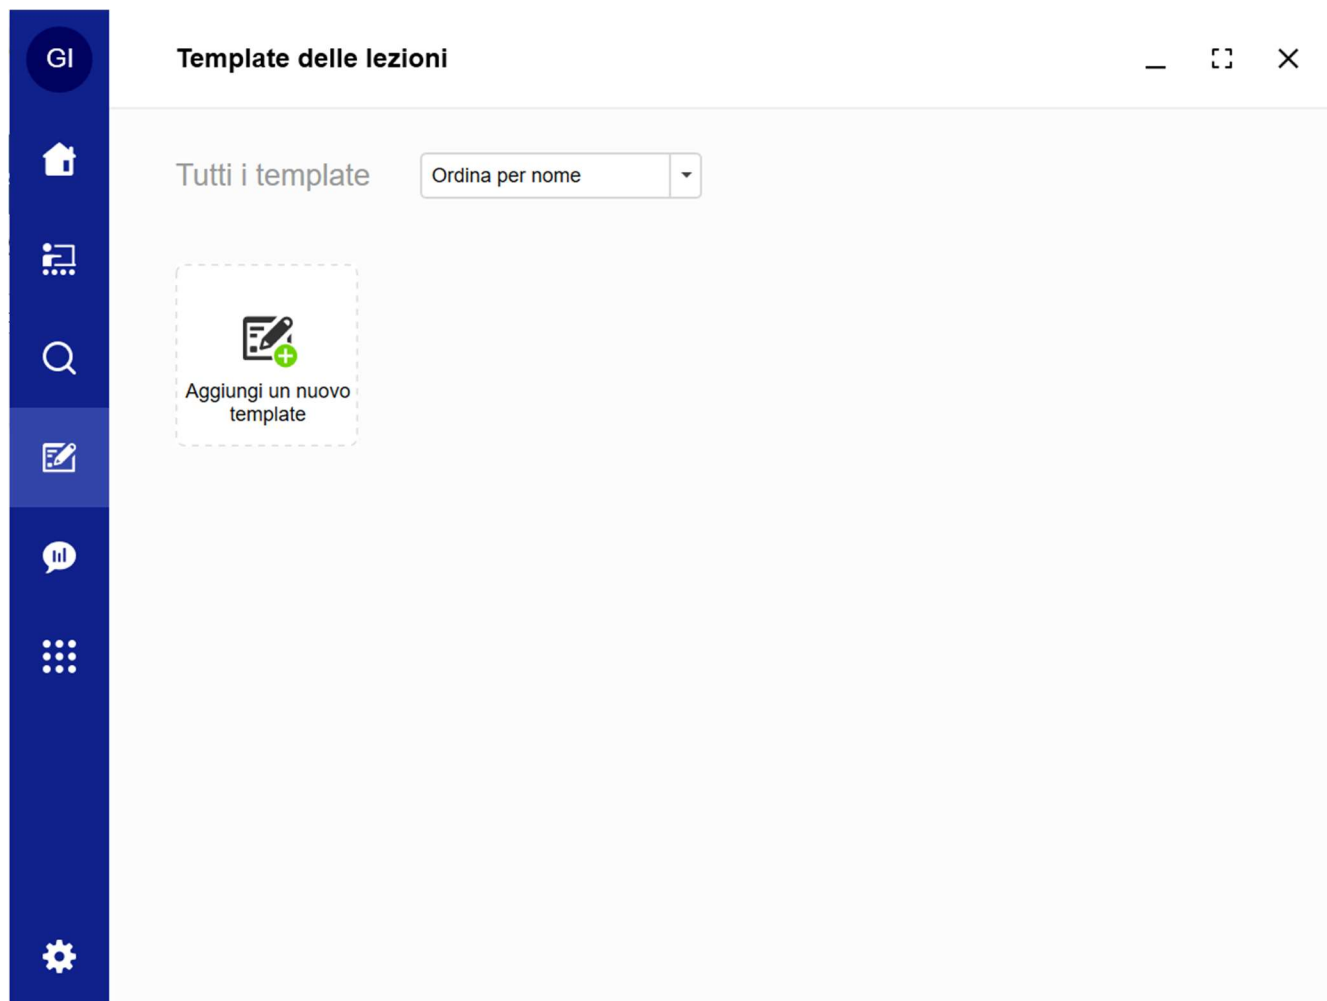 GI
Template delle lezioni
Tutti i template
Ordina per nome
Aggiungi un nuovo
template